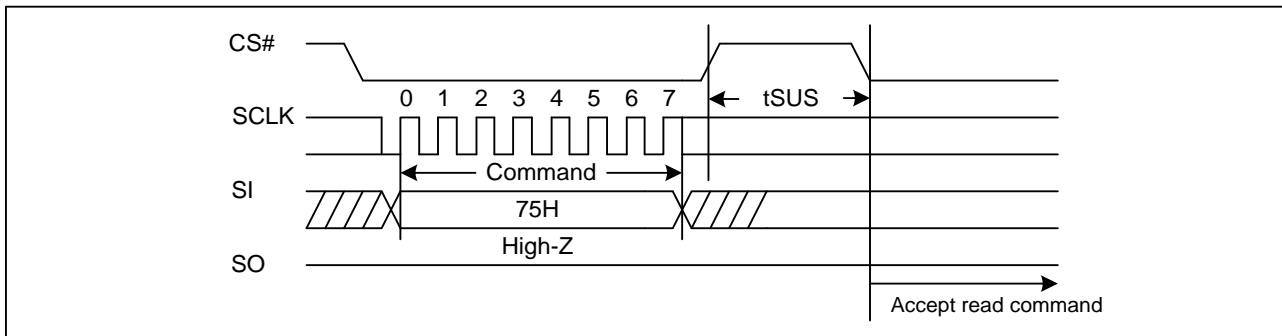 CS#
tSUS
0 1 2 3 4 5 6 7
SCLK
Command
SI
75H
High-Z
SO
Accept read command